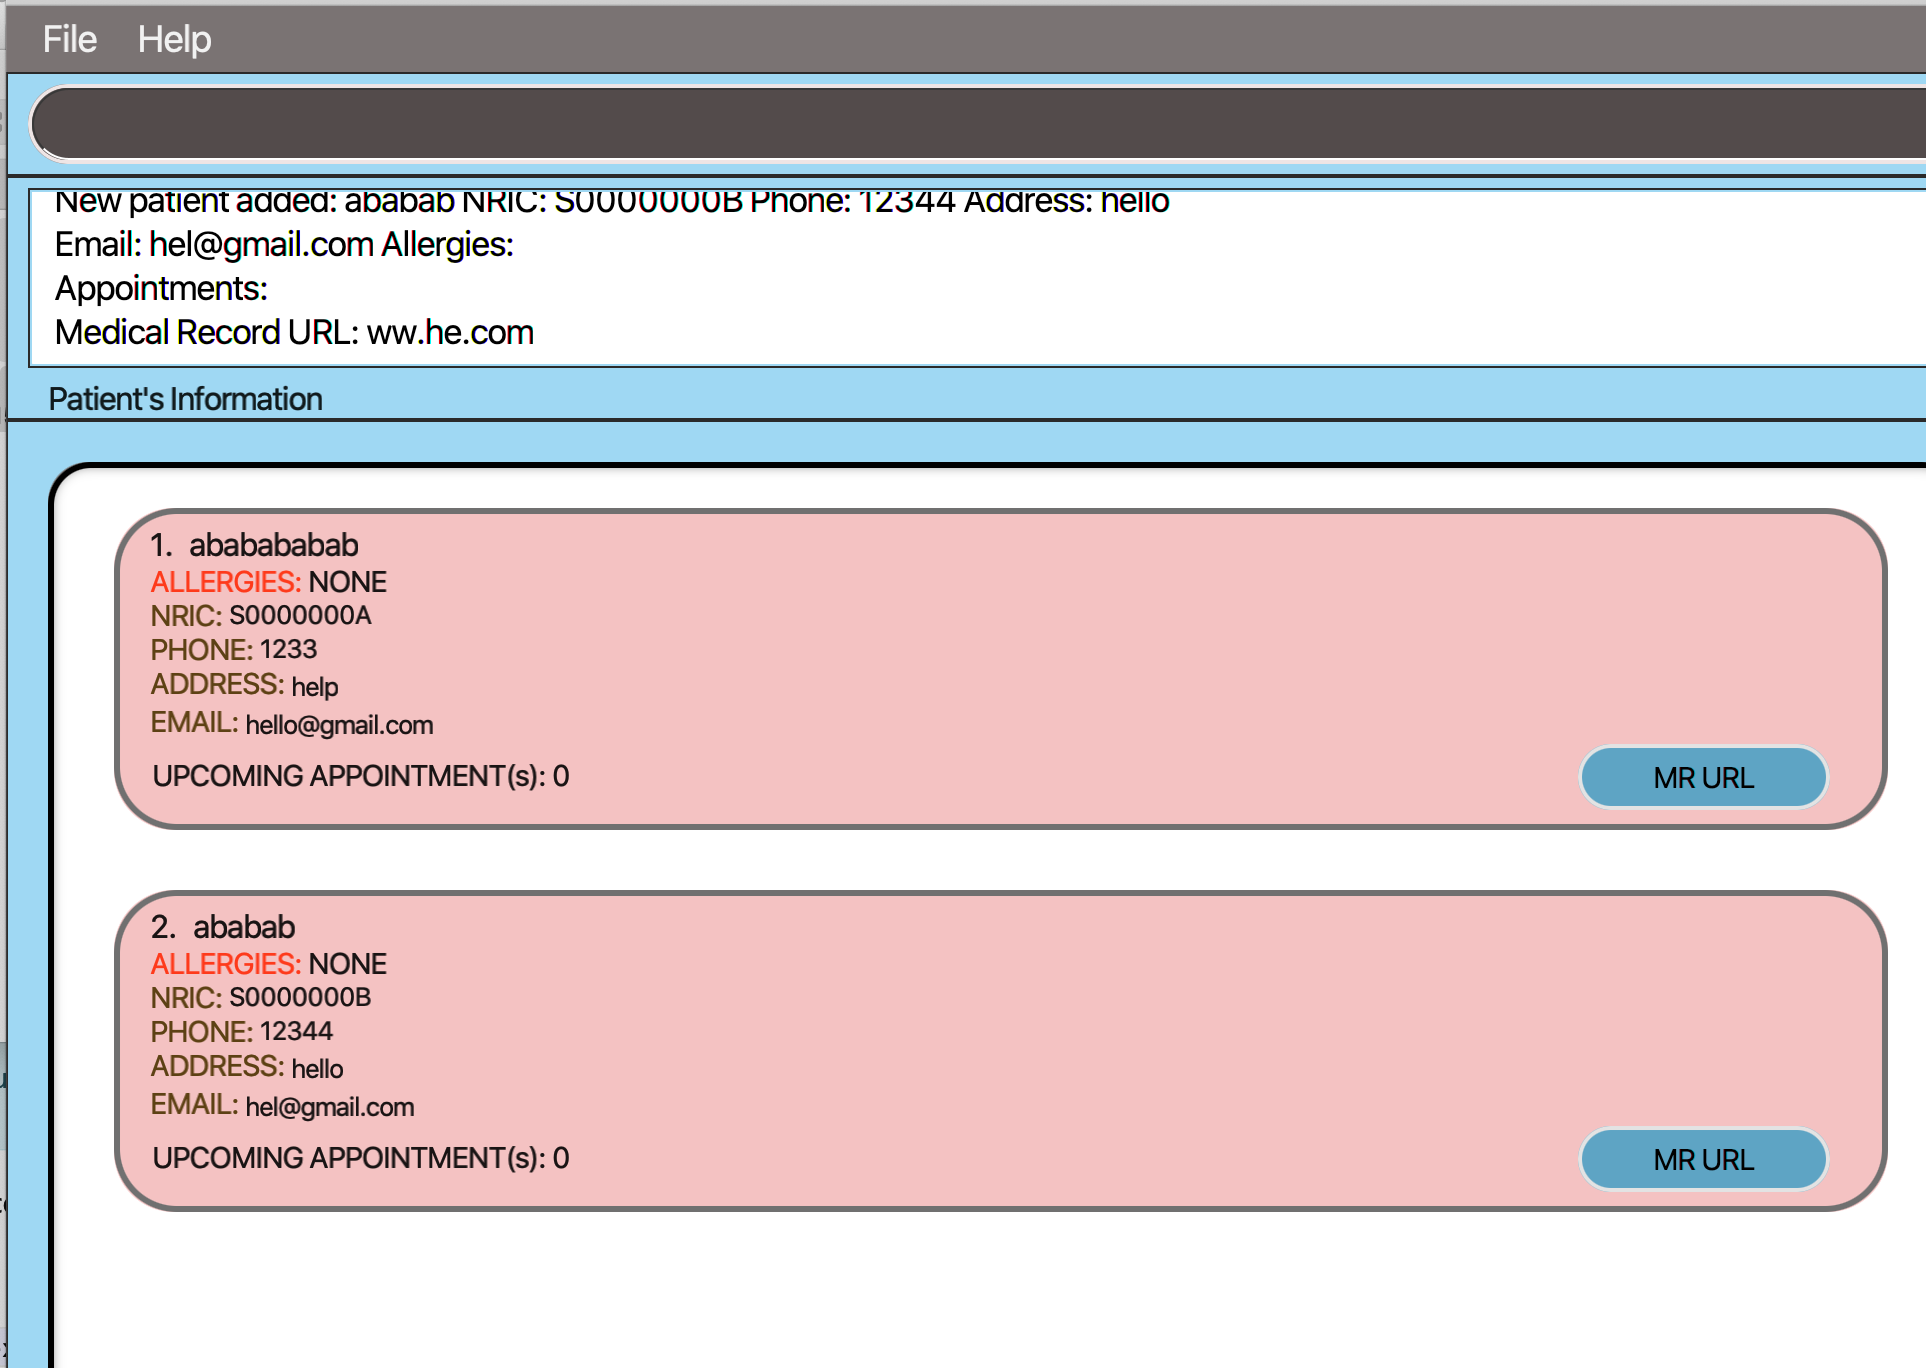 File Help
New patient added: ababab NRIC: S0000000B Phone: 12344 Address: hello
Email: hel@gmail.com Allergies:
Appointments:
Medical Record URL: ww.he.com
Patient's Information
1. ababababab
ALLERGIES: NONE
NRIC: S0000000A
PHONE: 1233
ADDRESS: help
EMAIL: hello@gmail.com
UPCOMING APPOINTMENT(s): 0
MR URL
2. ababab
ALLERGIES: NONE
NRIC: S0000000B
PHONE: 12344
ADDRESS: hello
EMAIL: hel@gmail.com
UPCOMING APPOINTMENT(s): 0
MR URL